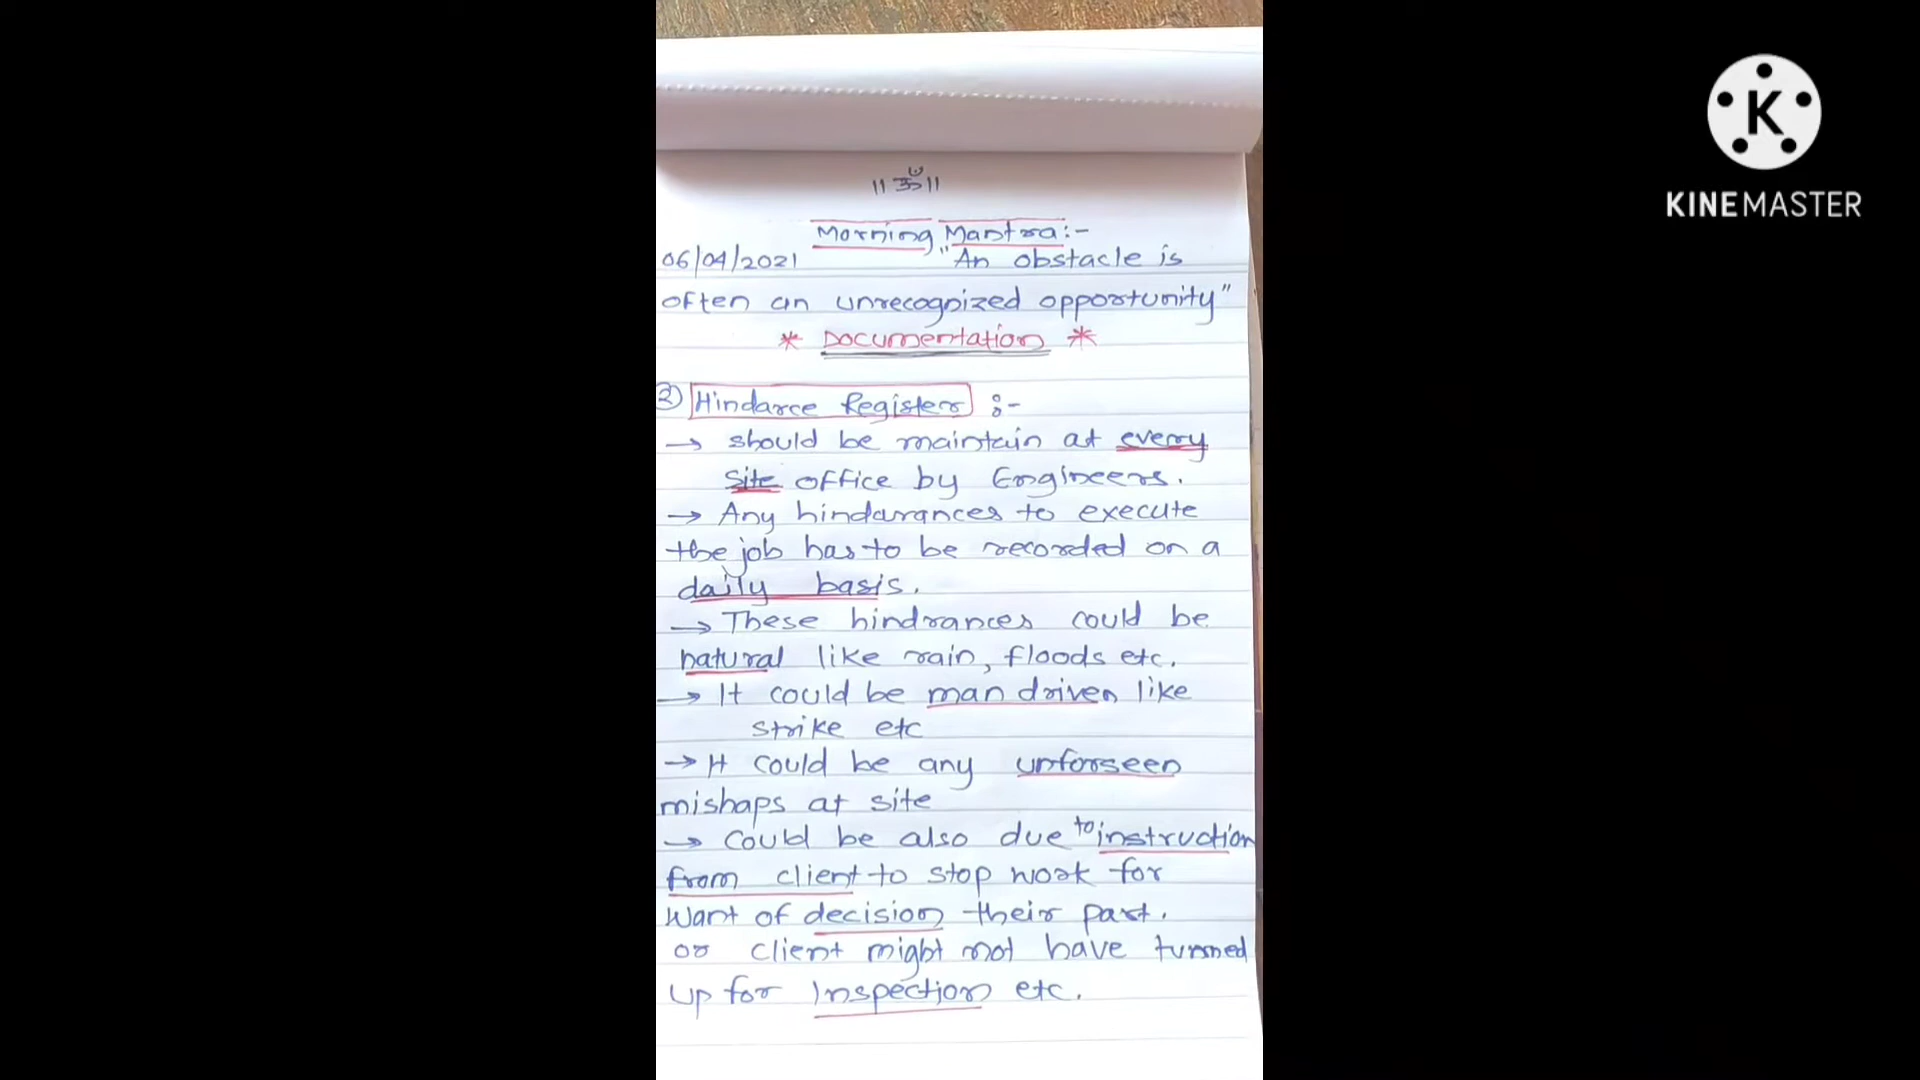 || ॐ ||
Morning Mantra:-
06/04/2021 "An obstacle is
often an unrecognized opportunity"
* Documentation *
2) Hindarce Register :-
→ should be maintain at every
site office by Engineers.
→ Any hindarances to execute
the job has to be recorded on a
daily basis.
→ These hindrances could be
natural like rain, floods etc.
→ It could be man driven like
strike etc
→ It could be any unforseen
mishaps at site
→ Could be also due to instruction
from client to stop work for
want of decision their part.
or client might not have turned
up for Inspection etc.
K
KINEMASTER